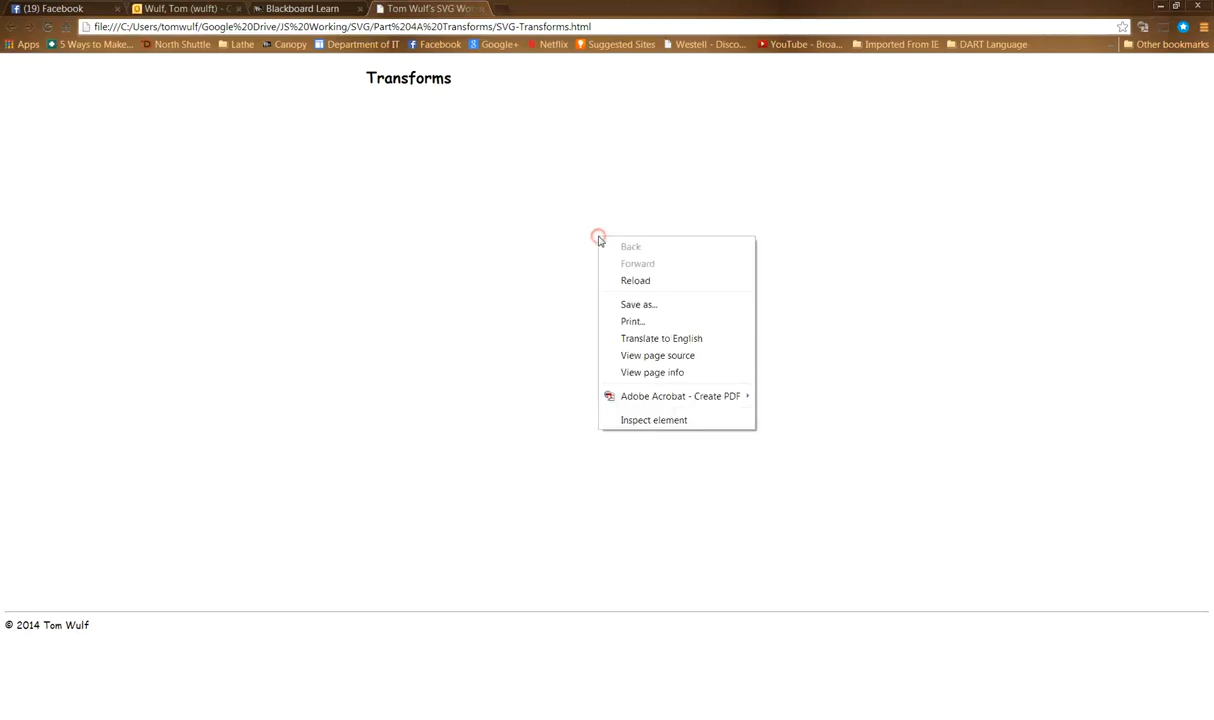 (19) Facebook
Wulf, Tom (wulft) - C
Blackboard Learn
Tom Wulf's SVG Wo
file:///C:/Users/tomwulf/Google%20Drive/JS%20Working/SVG/Part%204A%20Transforms/SVG-Transforms.html
Apps
5 Ways to Make...
North Shuttle
Lathe
Canopy
Department of IT
Facebook
Google+
Netflix
Suggested Sites
Westell - Disco...
YouTube - Broa...
Imported From IE
DART Language
Other bookmarks
Transforms
Back
Forward
Reload
Save as...
Print...
Translate to English
View page source
View page info
Adobe Acrobat - Create PDF
Inspect element
© 2014 Tom Wulf